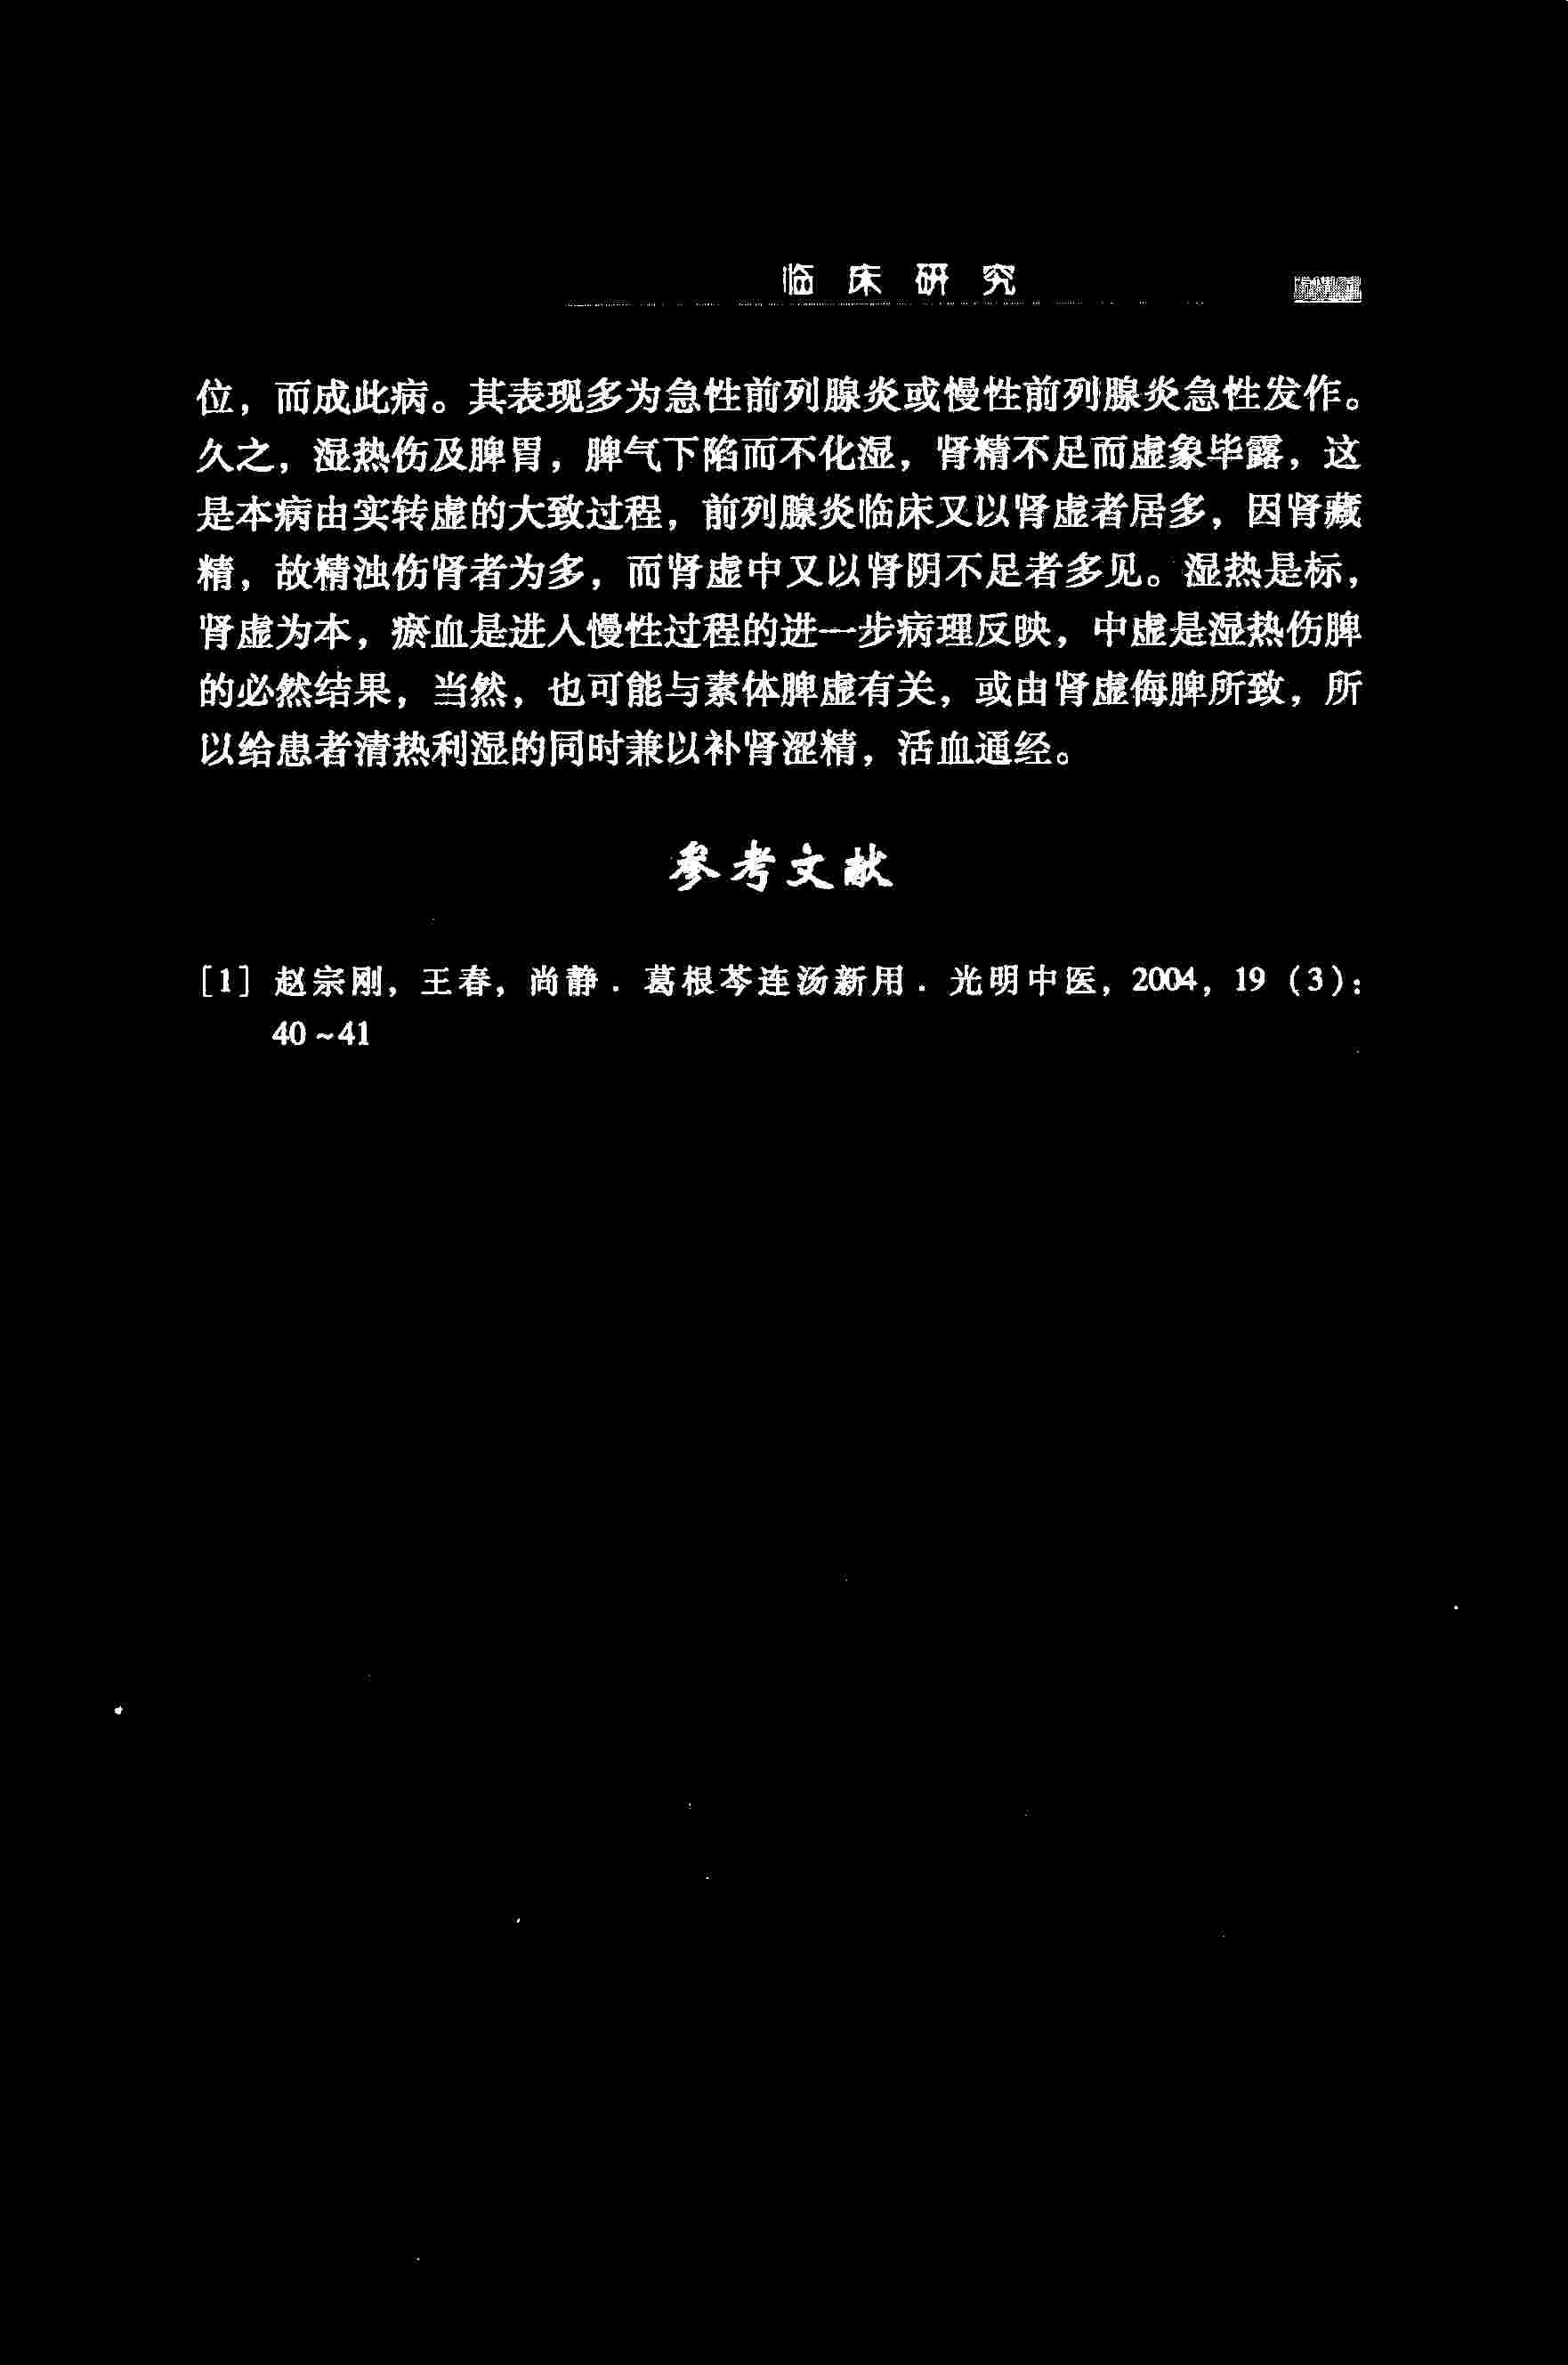 临床研究
位，而成此病。其表现多为急性前列腺炎或慢性前列腺炎急性发作。
久之，湿热伤及脾胃，脾气下陷而不化湿，肾精不足而虚象毕露，这
是本病由实转虚的大致过程，前列腺炎临床又以肾虚者居多，因肾藏
精，故精浊伤肾者为多，而肾虚中又以肾阴不足者多见。湿热是标，
肾虚为本，瘀血是进入慢性过程的进一步病理反映，中虚是湿热伤脾
的必然结果，当然，也可能与素体脾虚有关，或由肾虚侮脾所致，所
以给患者清热利湿的同时兼以补肾涩精，活血通经。
参考文献
[1] 赵宗刚，王春，尚静．葛根芩连汤新用．光明中医，2004，19（3）：
40～41